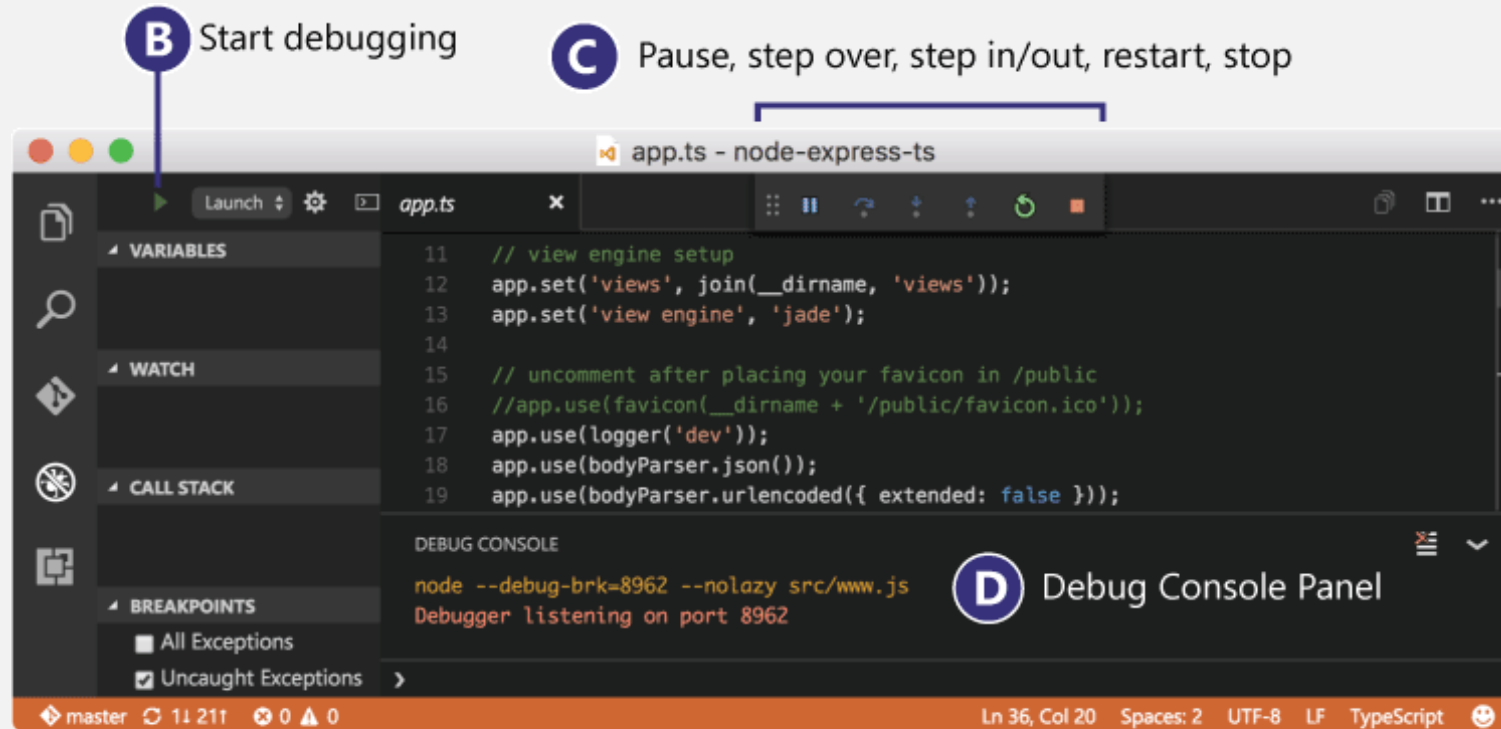 B Start debugging
C Pause, step over, step in/out, restart, stop
app.ts - node-express-ts
Launch
app.ts
VARIABLES
WATCH
CALL STACK
BREAKPOINTS
All Exceptions
Uncaught Exceptions
11 // view engine setup
12 app.set('views', join(__dirname, 'views'));
13 app.set('view engine', 'jade');
14
15 // uncomment after placing your favicon in /public
16 //app.use(favicon(__dirname + '/public/favicon.ico'));
17 app.use(logger('dev'));
18 app.use(bodyParser.json());
19 app.use(bodyParser.urlencoded({ extended: false }));
DEBUG CONSOLE
node --debug-brk=8962 --nolazy src/www.js
Debugger listening on port 8962
D Debug Console Panel
master 1↓ 21↑ 0 0 Ln 36, Col 20 Spaces: 2 UTF-8 LF TypeScript